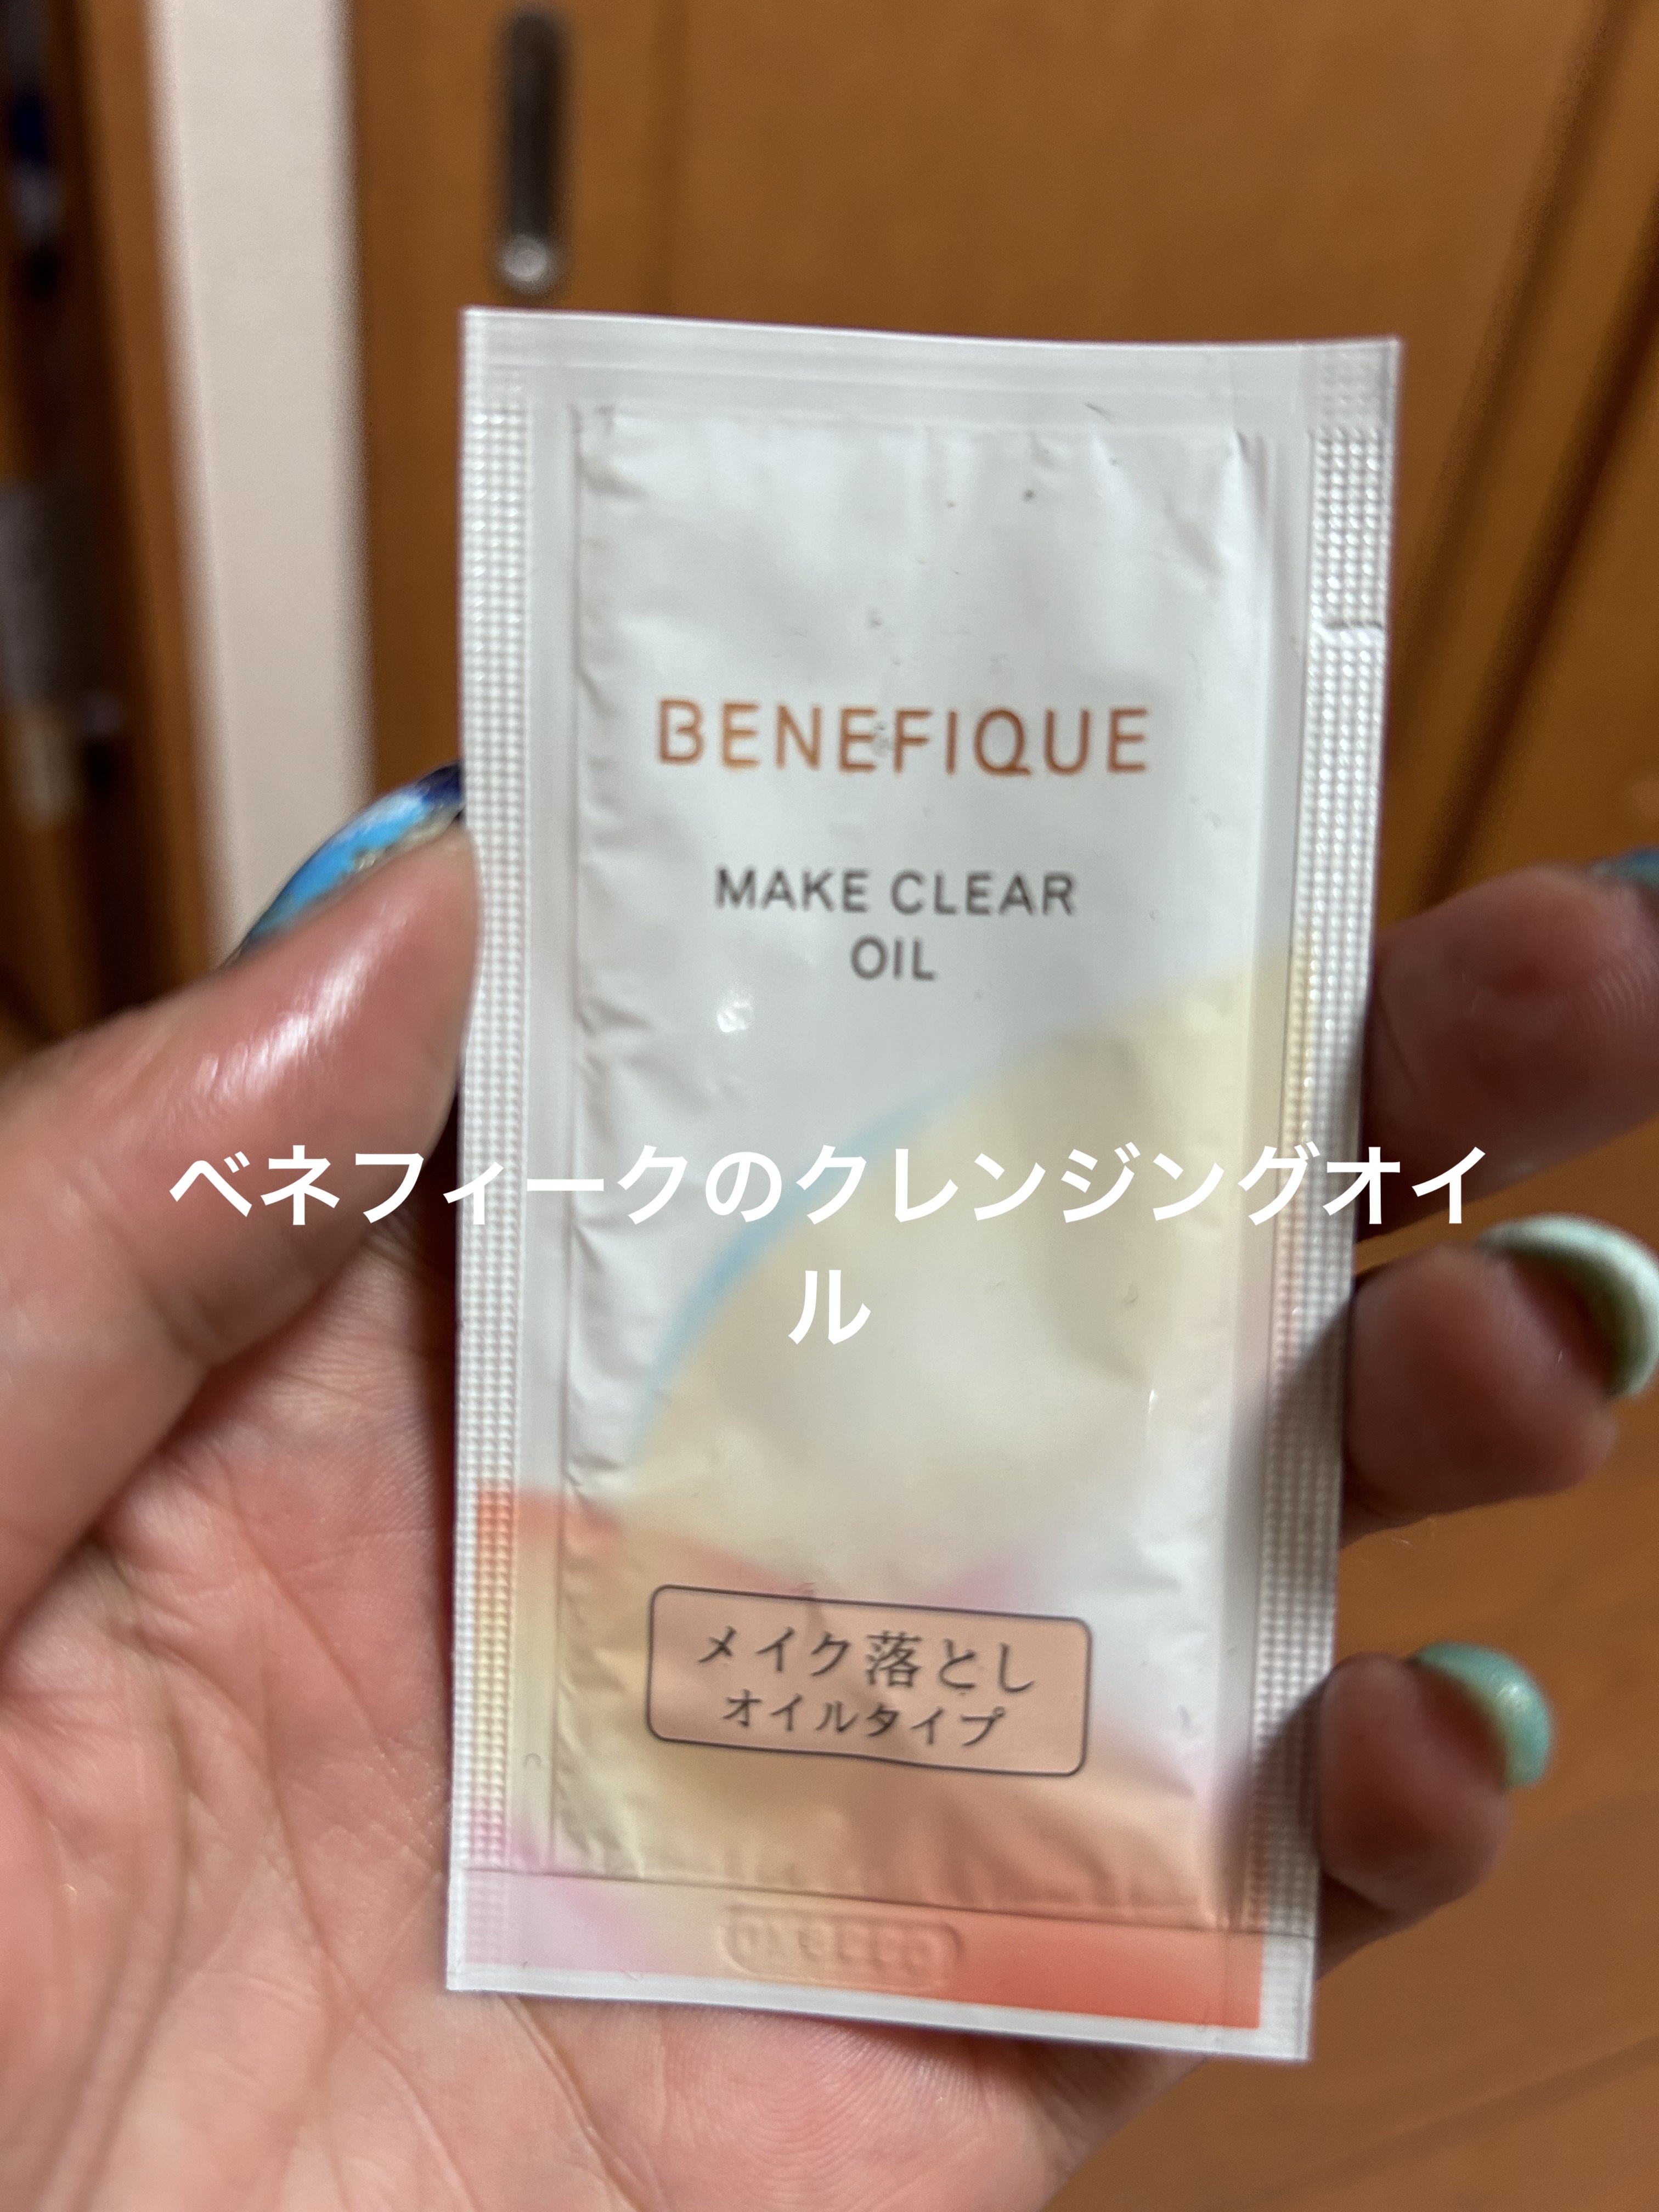 BENEFIQUE
MAKE CLEAR
OIL
ベネフィークのクレンジングオイ
ル
メイク落とし
オイルタイプ